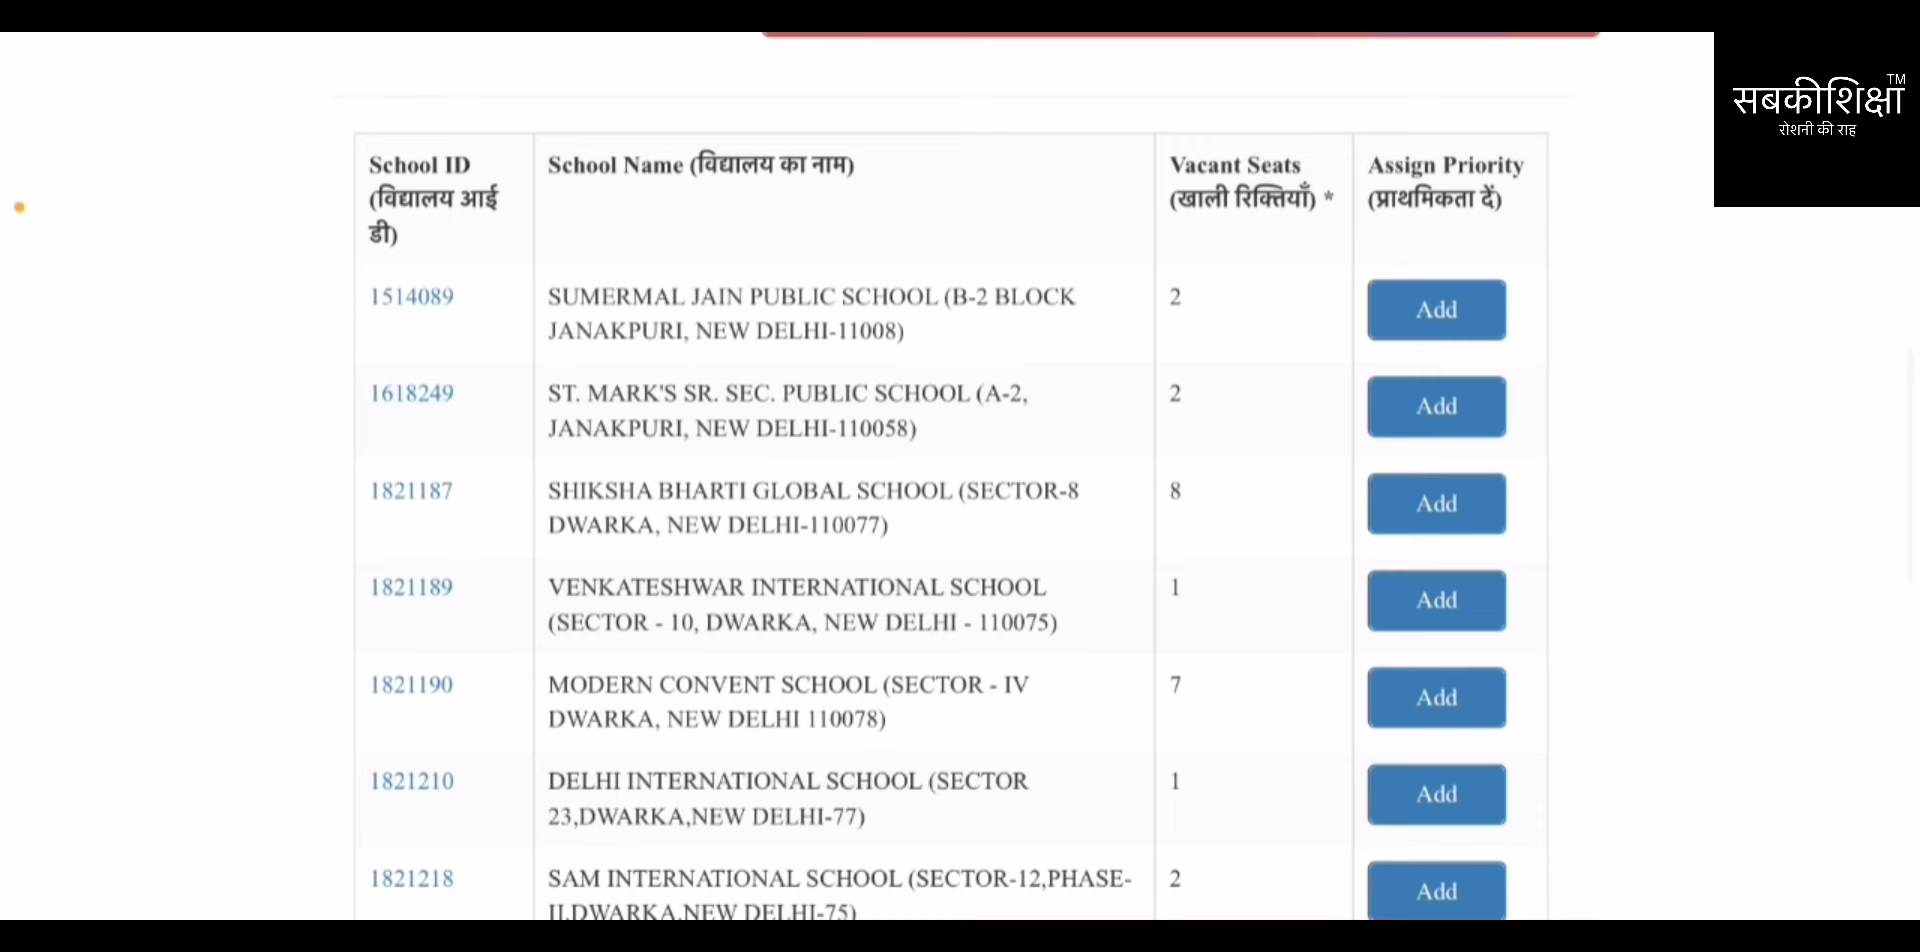 TM
सबकीशिक्षा
रोशनी की राह
School ID
(विद्यालय आई
डी)
School Name (विद्यालय का नाम)
Vacant Seats
(खाली रिक्तियाँ) *
Assign Priority
(प्राथमिकता दें)
1514089
SUMERMAL JAIN PUBLIC SCHOOL (B-2 BLOCK
JANAKPURI, NEW DELHI-11008)
2
Add
1618249
ST. MARK'S SR. SEC. PUBLIC SCHOOL (A-2,
JANAKPURI, NEW DELHI-110058)
2
Add
1821187
SHIKSHA BHARTI GLOBAL SCHOOL (SECTOR-8
DWARKA, NEW DELHI-110077)
8
Add
1821189
VENKATESHWAR INTERNATIONAL SCHOOL
(SECTOR - 10, DWARKA, NEW DELHI - 110075)
1
Add
1821190
MODERN CONVENT SCHOOL (SECTOR - IV
DWARKA, NEW DELHI 110078)
7
Add
1821210
DELHI INTERNATIONAL SCHOOL (SECTOR
23,DWARKA,NEW DELHI-77)
1
Add
1821218
SAM INTERNATIONAL SCHOOL (SECTOR-12,PHASE-
II,DWARKA,NEW DELHI-75)
2
Add